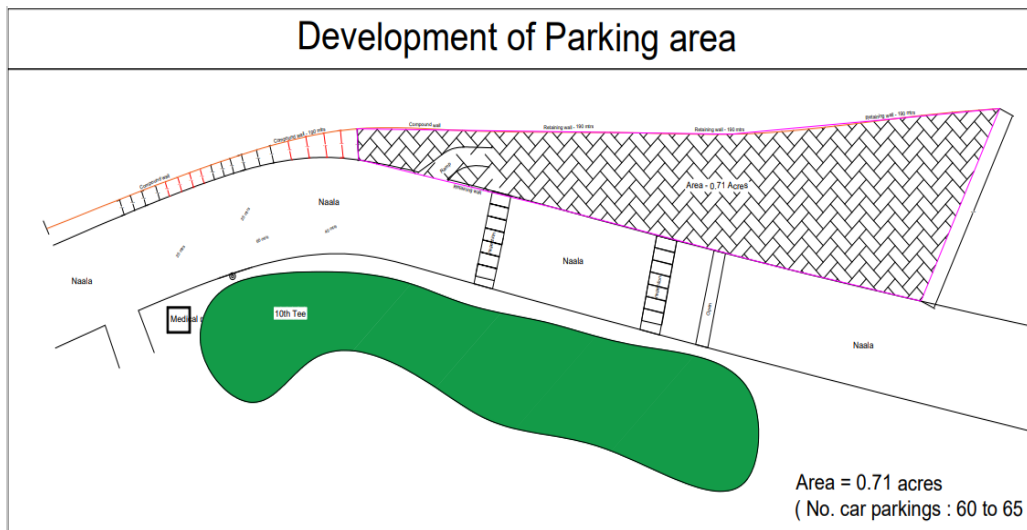 Development of Parking area
Compound wall
Compound wall - 190 mtrs
Compound wall
Retaining wall - 190 mtrs
Retaining wall - 190 mtrs
Retaining wall - 190 mtrs
Ramp
Area - 0.71 Acres
Retaining wall
Naala
Naala
Naala
Naala
10th Tee
Medical
Area = 0.71 acres
( No. car parkings : 60 to 65